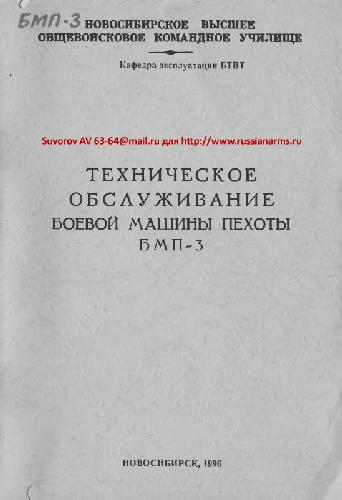 БМП-3
НОВОСИБИРСКОЕ ВЫСШЕЕ
ОБЩЕВОЙСКОВОЕ КОМАНДНОЕ УЧИЛИЩЕ
Кафедра эксплуатации БТВТ
Suvorov AV 63-64@mail.ru для http://www.russianarms.ru
ТЕХНИЧЕСКОЕ
ОБСЛУЖИВАНИЕ
БОЕВОЙ МАШИНЫ ПЕХОТЫ
БМП-3
НОВОСИБИРСК, 1996